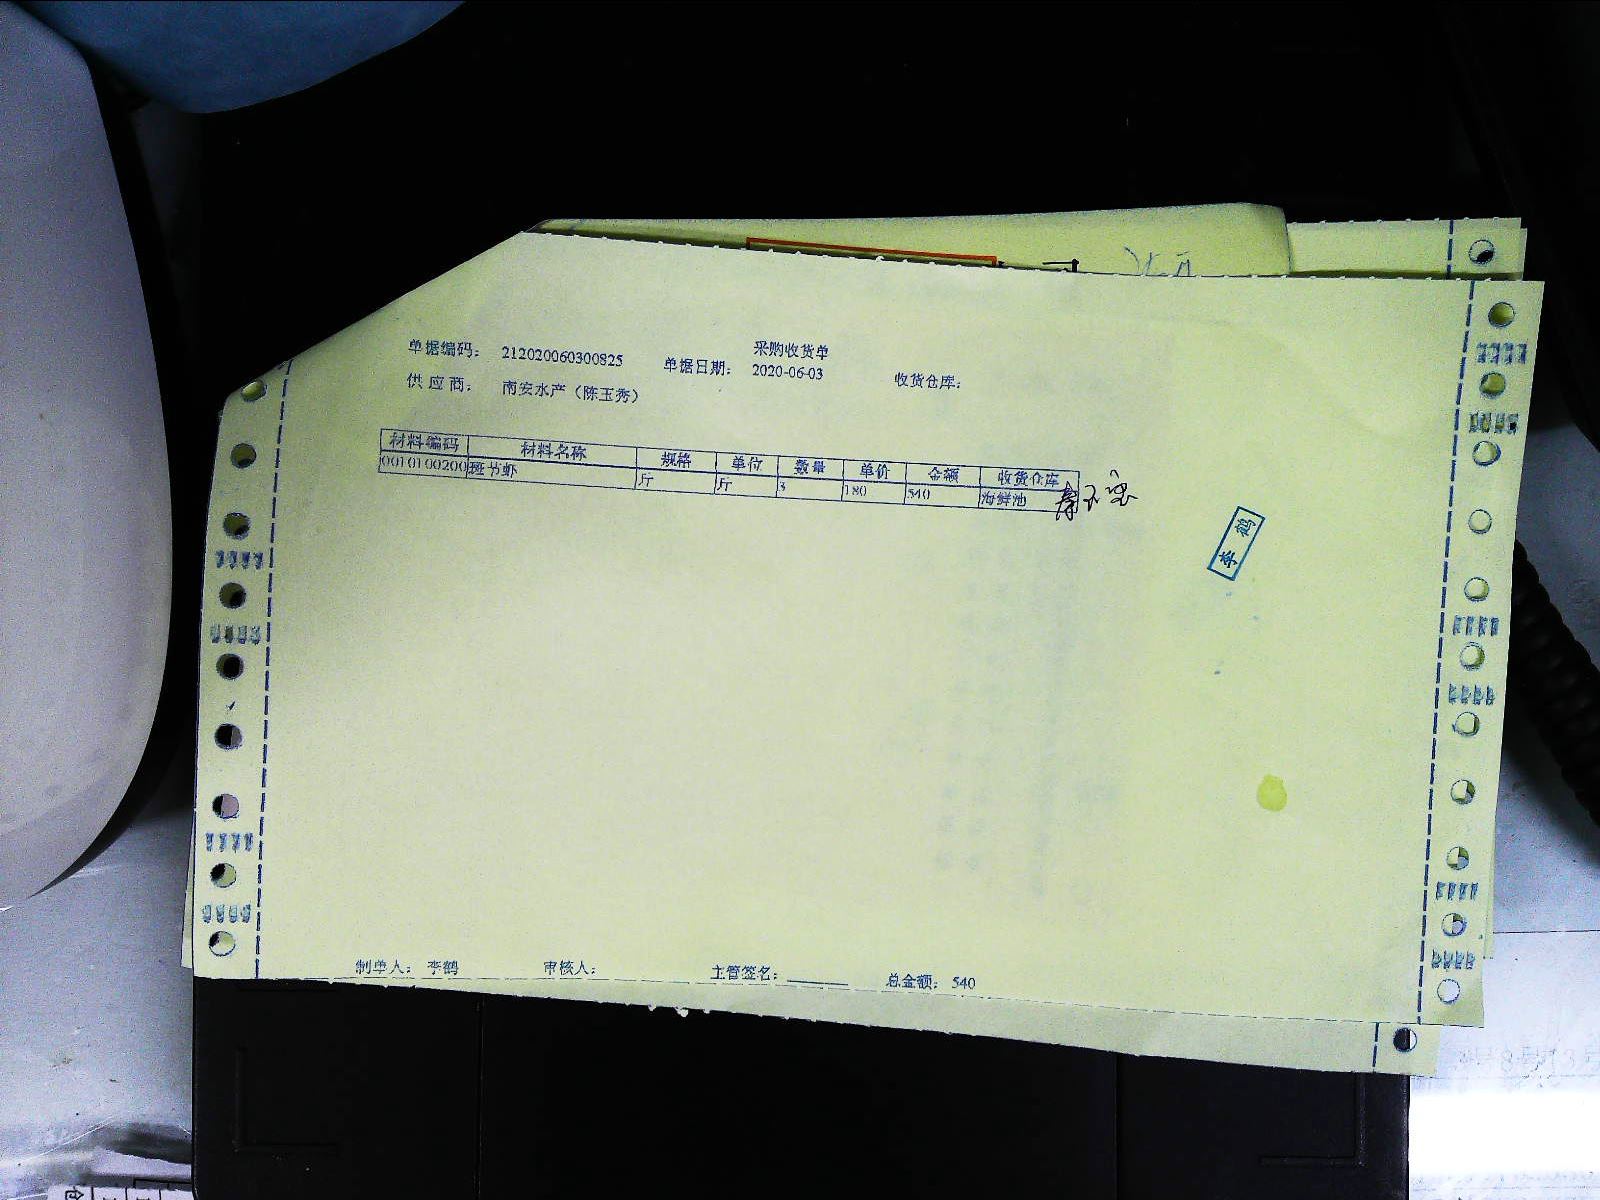 采购收货单
单据编码： 212020060300825 单据日期： 2020-06-03 收货仓库：
供 应 商： 南安水产（陈玉秀）
材料编码 材料名称 规格 单位 数量 单价 金额 收货仓库
0010100200 斑节虾 斤 斤 3 180 540 海鲜池
李 鹤
制单人： 李鹤 审核人： 主管签名： 总金额： 540